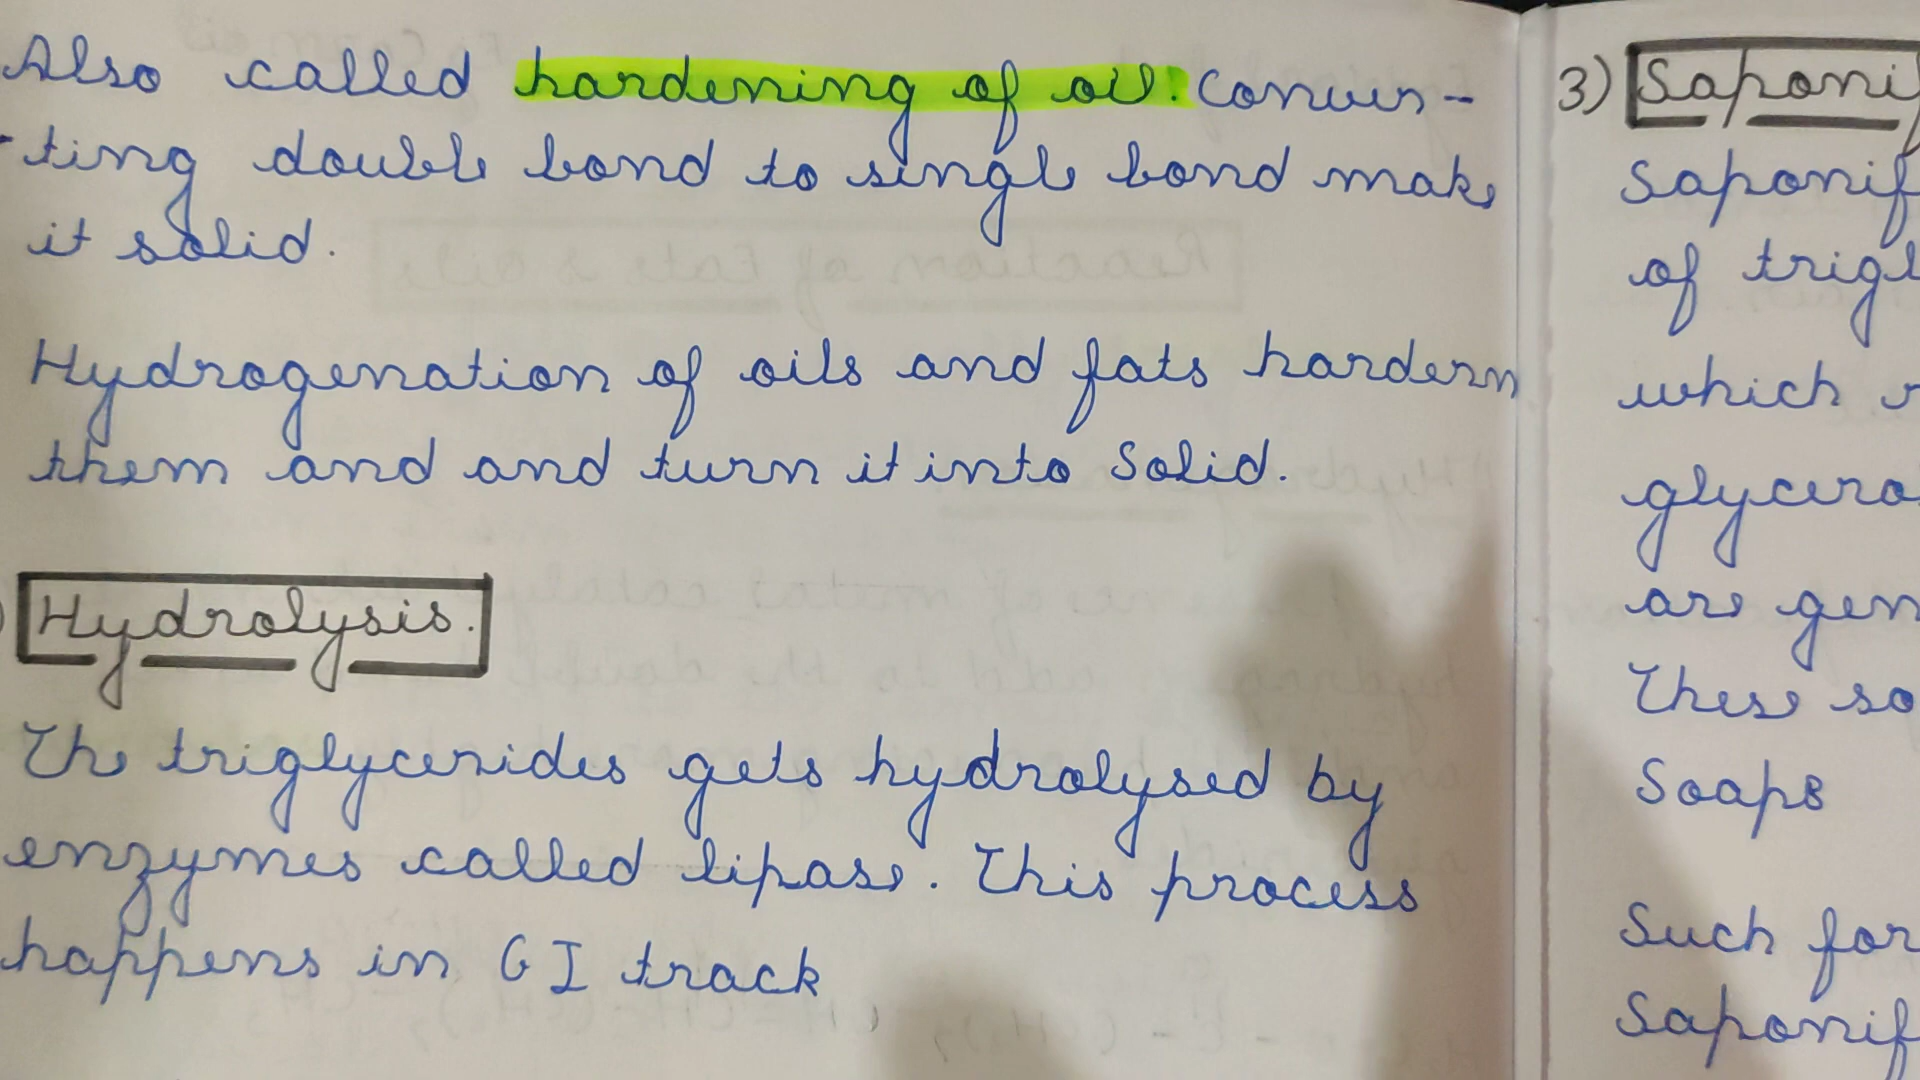 Also called hardening of oil. Conver-
-ting double bond to single bond make
it solid.
Hydrogenation of oils and fats hardern
them and and turn it into Solid.
Hydrolysis.
The triglycerides gets hydrolysed by
enzymes called lipase. This process
happens in GI track
3) Saponif
Saponif
of trigl
which
glycero
are gen
These so
Soaps
Such for
Saponif